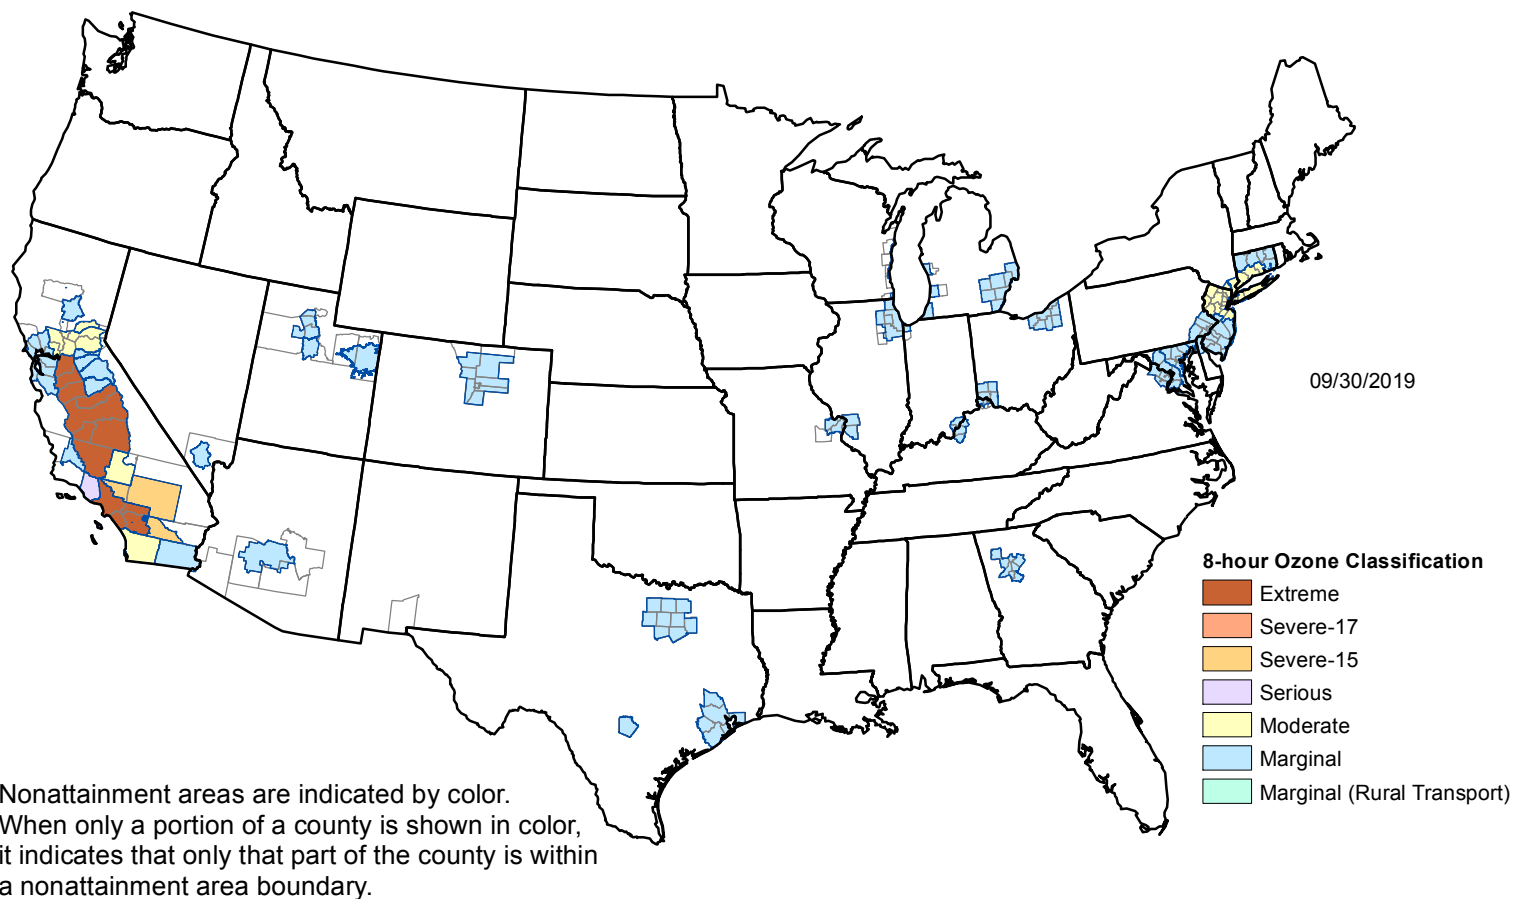 09/30/2019
8-hour Ozone Classification
Extreme
Severe-17
Severe-15
Serious
Moderate
Marginal
Marginal (Rural Transport)
Nonattainment areas are indicated by color.
When only a portion of a county is shown in color,
it indicates that only that part of the county is within
a nonattainment area boundary.